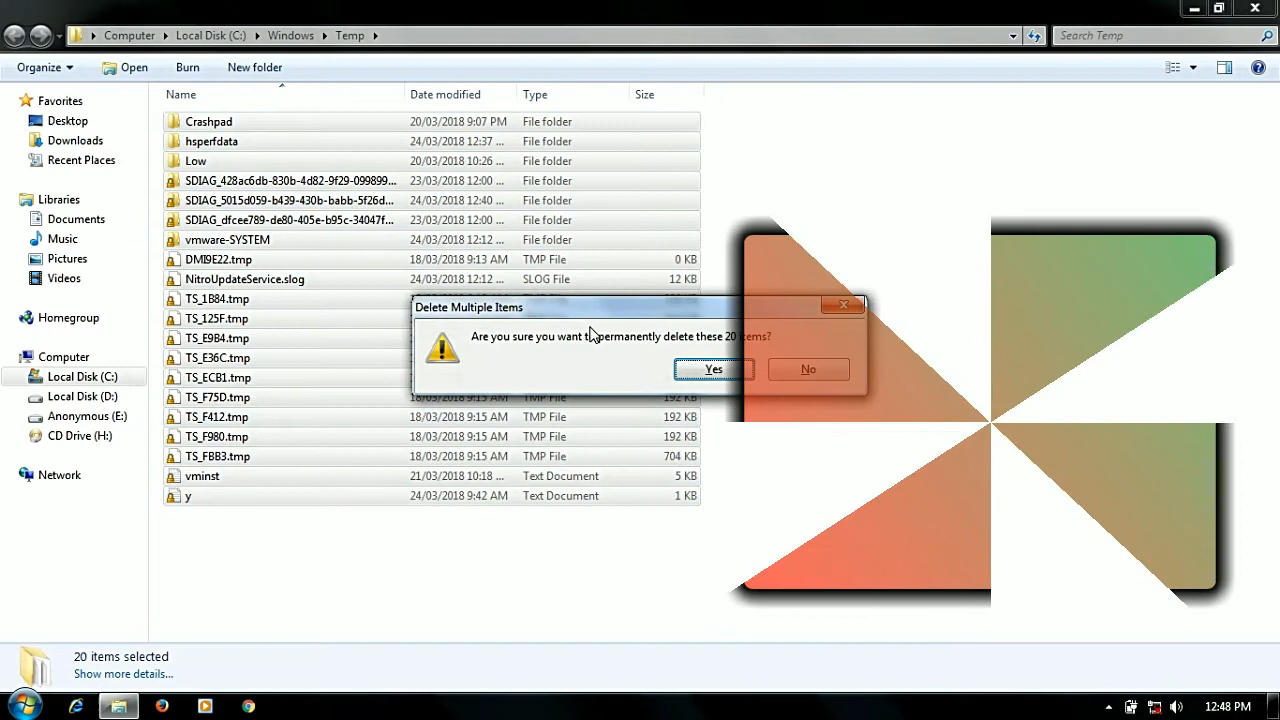 Computer Local Disk (C:) Windows Temp Search Temp
Organize Open Burn New folder
Name Date modified Type Size
Favorites
Desktop
Downloads
Recent Places
Libraries
Documents
Music
Pictures
Videos
Homegroup
Computer
Local Disk (C:)
Local Disk (D:)
Anonymous (E:)
CD Drive (H:)
Network
Crashpad 20/03/2018 9:07 PM File folder
hsperfdata 24/03/2018 12:37 ... File folder
Low 20/03/2018 10:26 ... File folder
SDIAG_428ac6db-830b-4d82-9f29-099899... 23/03/2018 12:00 ... File folder
SDIAG_5015d059-b439-430b-babb-5f26d... 24/03/2018 12:40 ... File folder
SDIAG_dfcee789-de80-405e-b95c-34047f... 23/03/2018 12:00 ... File folder
vmware-SYSTEM 24/03/2018 12:12 ... File folder
DMI9E22.tmp 18/03/2018 9:13 AM TMP File 0 KB
NitroUpdateService.slog 24/03/2018 12:12 ... SLOG File 12 KB
TS_1B84.tmp
TS_125F.tmp
TS_E9B4.tmp
TS_E36C.tmp
TS_ECB1.tmp
TS_F75D.tmp 18/03/2018 9:15 AM TMP File 192 KB
TS_F412.tmp 18/03/2018 9:15 AM TMP File 192 KB
TS_F980.tmp 18/03/2018 9:15 AM TMP File 192 KB
TS_FBB3.tmp 18/03/2018 9:15 AM TMP File 704 KB
vminst 21/03/2018 10:18 ... Text Document 5 KB
y 24/03/2018 9:42 AM Text Document 1 KB
Delete Multiple Items
Are you sure you want to permanently delete these 20 items?
Yes No
20 items selected
Show more details...
12:48 PM